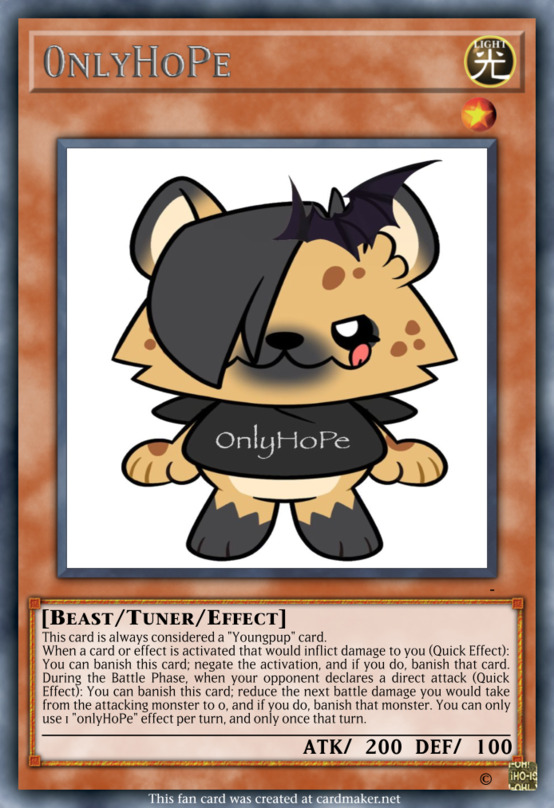 0nlyHoPe
LIGHT
光
0nlyHoPe
-
[Beast/Tuner/Effect]
This card is always considered a "Youngpup" card.
When a card or effect is activated that would inflict damage to you (Quick Effect):
You can banish this card; negate the activation, and if you do, banish that card.
During the Battle Phase, when your opponent declares a direct attack (Quick
Effect): You can banish this card; reduce the next battle damage you would take
from the attacking monster to 0, and if you do, banish that monster. You can only
use 1 "onlyHoPe" effect per turn, and only once that turn.
ATK/ 200 DEF/ 100
©
This fan card was created at cardmaker.net